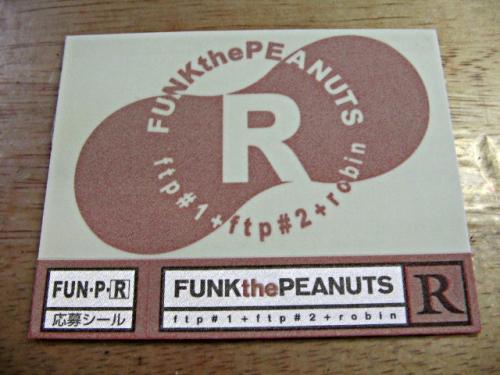 FUNKthePEANUTS
R
ftp#1+ftp#2+robin
FUN·P·R
応募シール
FUNKthePEANUTS
ftp#1+ftp#2+robin
R